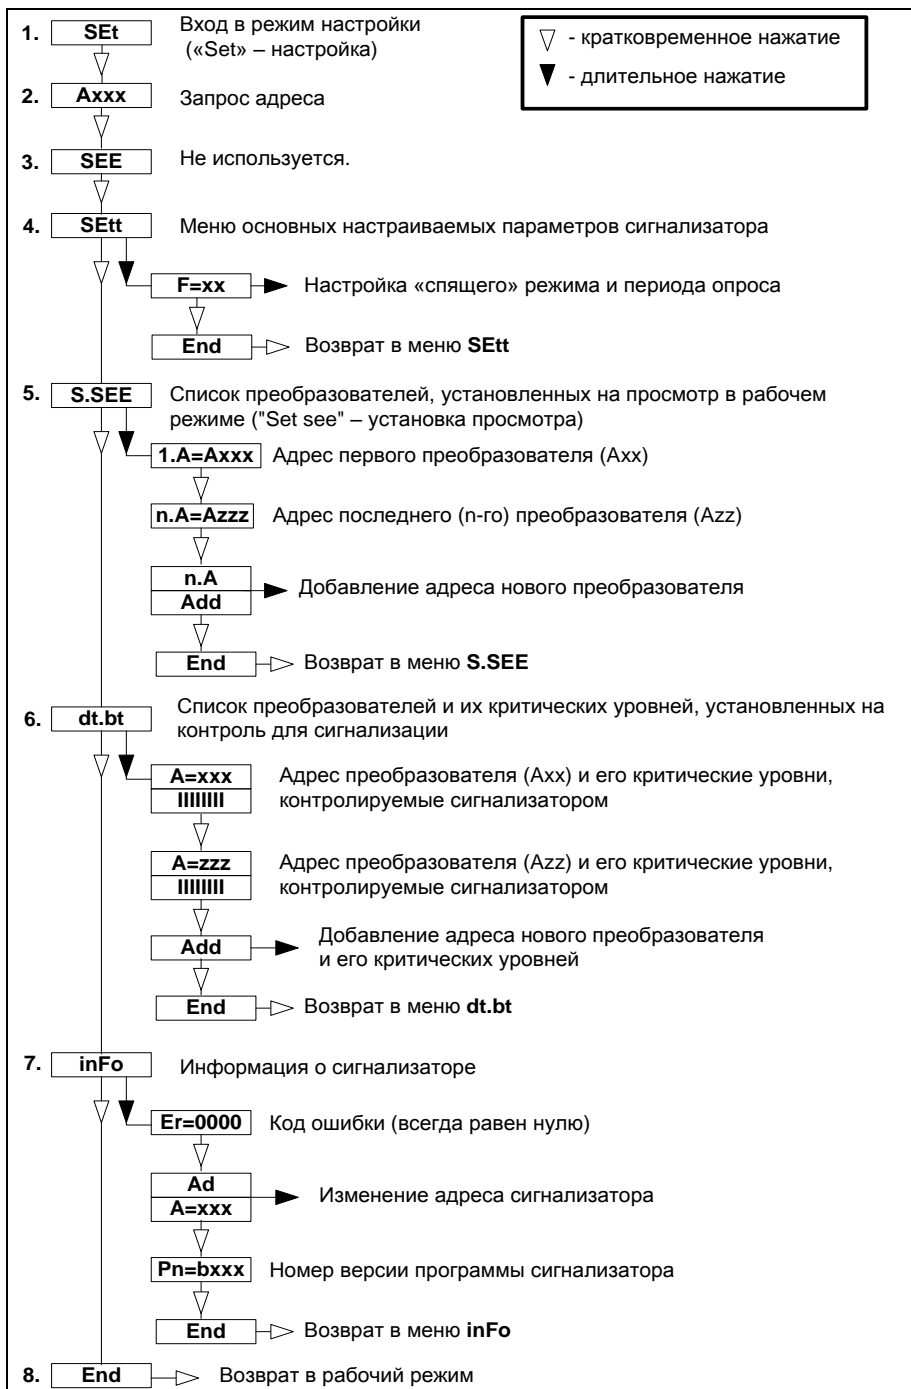 1. SEt Вход в режим настройки
(«Set» – настройка)
- кратковременное нажатие
- длительное нажатие
2. Axxx Запрос адреса
3. SEE Не используется.
4. SEtt Меню основных настраиваемых параметров сигнализатора
F=xx Настройка «спящего» режима и периода опроса
End Возврат в меню SEtt
5. S.SEE Список преобразователей, установленных на просмотр в рабочем
режиме ("Set see" – установка просмотра)
1.A=Axxx Адрес первого преобразователя (Axx)
n.A=Azzz Адрес последнего (n-го) преобразователя (Azz)
n.A
Add
Добавление адреса нового преобразователя
End Возврат в меню S.SEE
6. dt.bt Список преобразователей и их критических уровней, установленных на
контроль для сигнализации
A=xxx Адрес преобразователя (Axx) и его критические уровни,
IIIIIIII контролируемые сигнализатором
A=zzz Адрес преобразователя (Azz) и его критические уровни,
IIIIIIII контролируемые сигнализатором
Add Добавление адреса нового преобразователя
и его критических уровней
End Возврат в меню dt.bt
7. inFo Информация о сигнализаторе
Er=0000 Код ошибки (всегда равен нулю)
Ad
A=xxx
Изменение адреса сигнализатора
Pn=bxxx Номер версии программы сигнализатора
End Возврат в меню inFo
8. End Возврат в рабочий режим